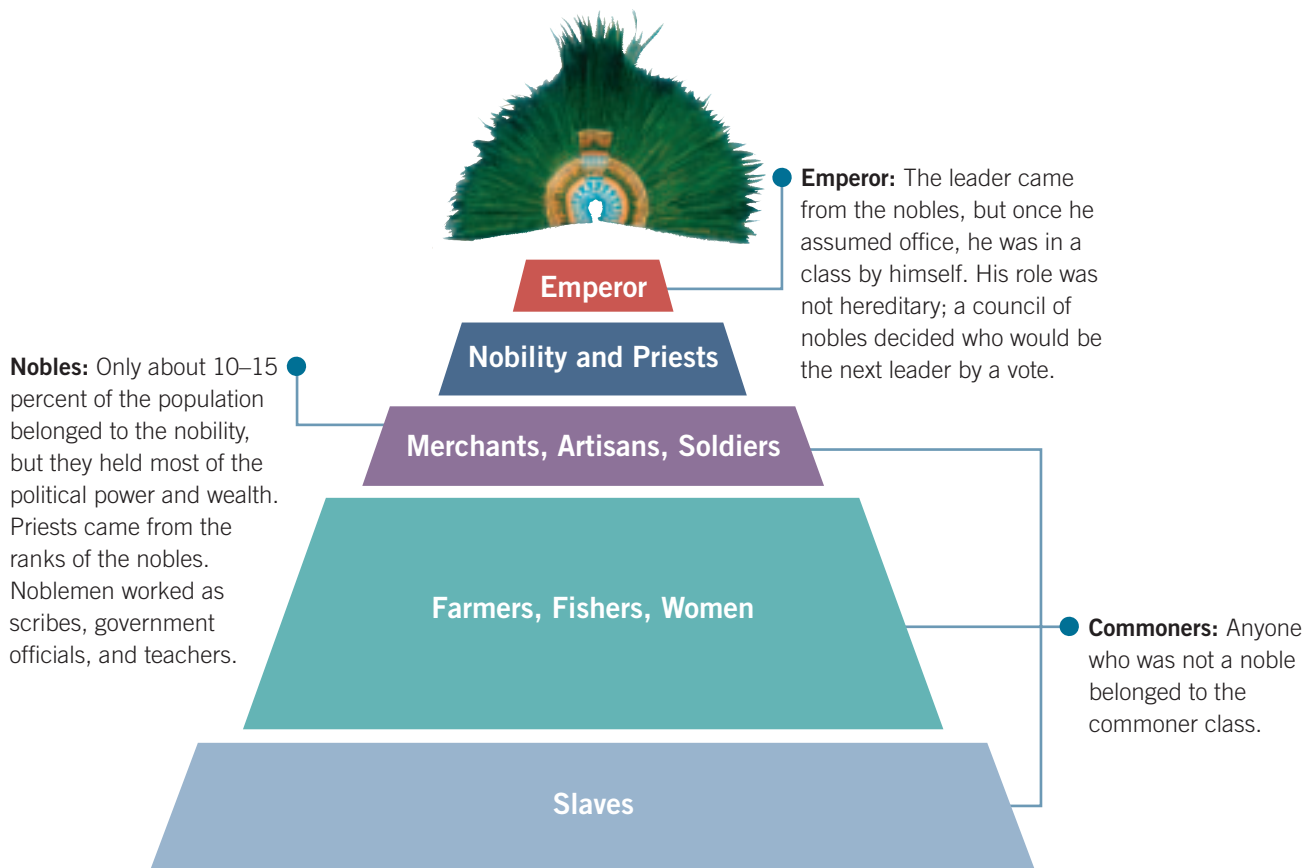 Emperor: The leader came
from the nobles, but once he
assumed office, he was in a
class by himself. His role was
not hereditary; a council of
nobles decided who would be
the next leader by a vote.
Emperor
Nobility and Priests
Nobles: Only about 10–15
percent of the population
belonged to the nobility,
but they held most of the
political power and wealth.
Priests came from the
ranks of the nobles.
Noblemen worked as
scribes, government
officials, and teachers.
Merchants, Artisans, Soldiers
Farmers, Fishers, Women
Commoners: Anyone
who was not a noble
belonged to the
commoner class.
Slaves